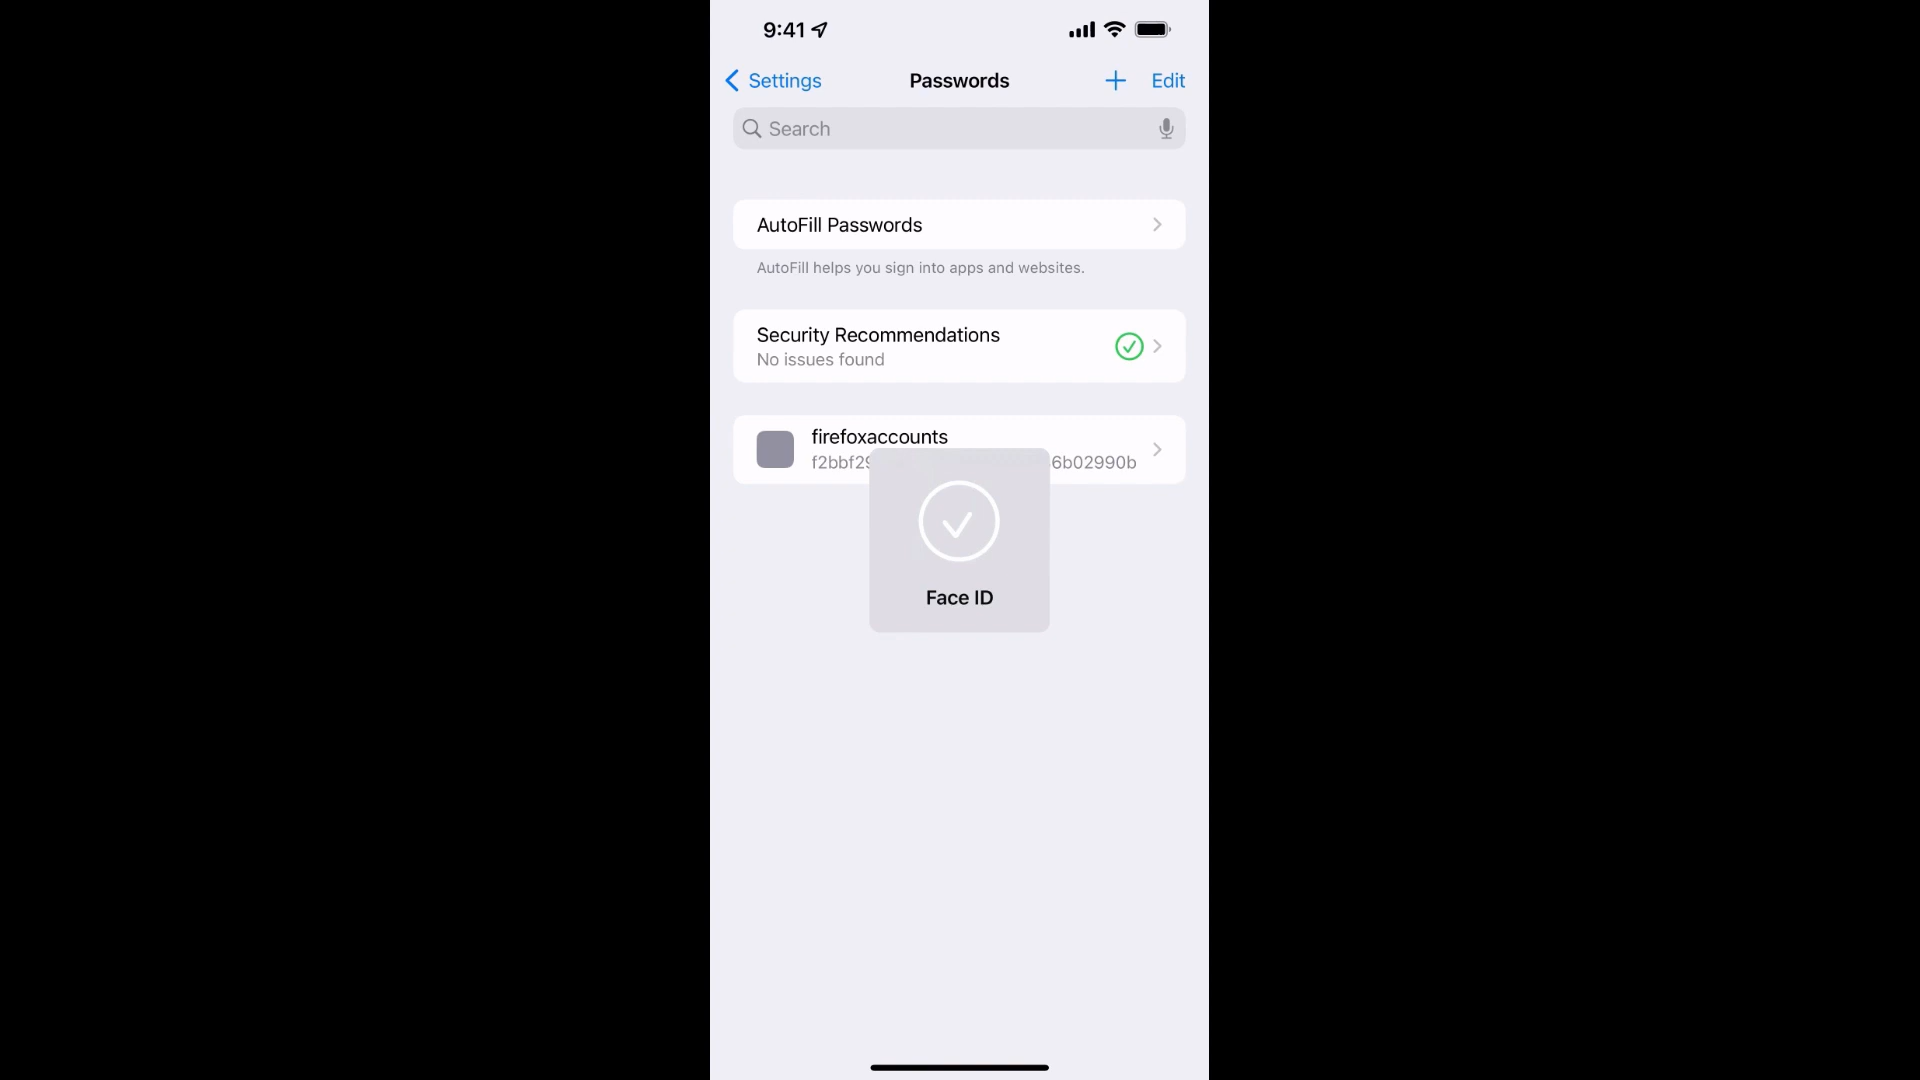 9:41
Settings
Passwords
Edit
Search
AutoFill Passwords
AutoFill helps you sign into apps and websites.
Security Recommendations
No issues found
firefoxaccounts
6b02990b
Face ID